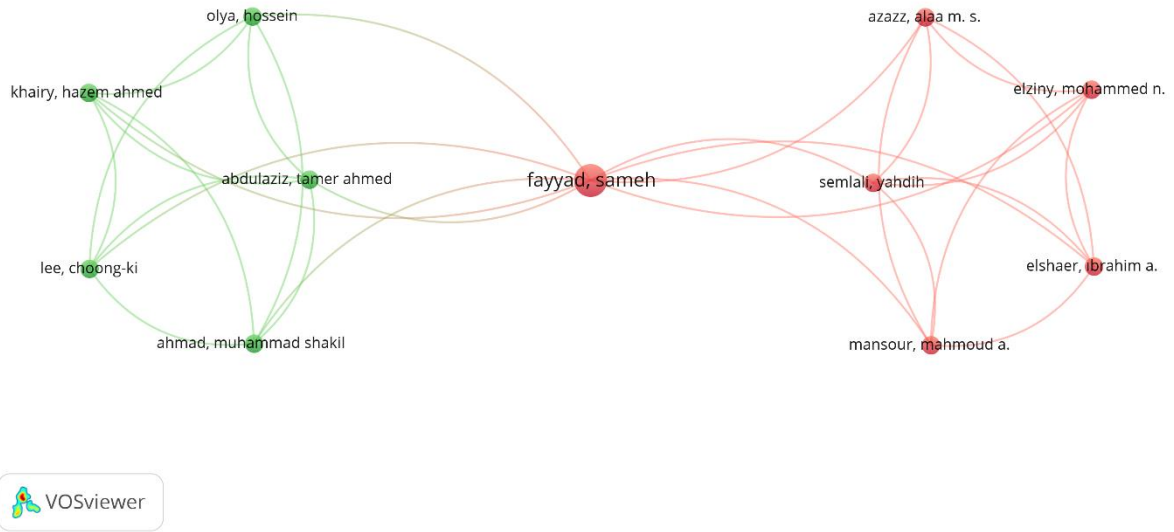 olya, hossein
azazz, alaa m. s.
khairy, hazem ahmed
elziny, mohammed n.
abdulaziz, tamer ahmed
fayyad, sameh
semlali, yahdih
lee, choong-ki
elshaer, ibrahim a.
ahmad, muhammad shakil
mansour, mahmoud a.
VOSviewer